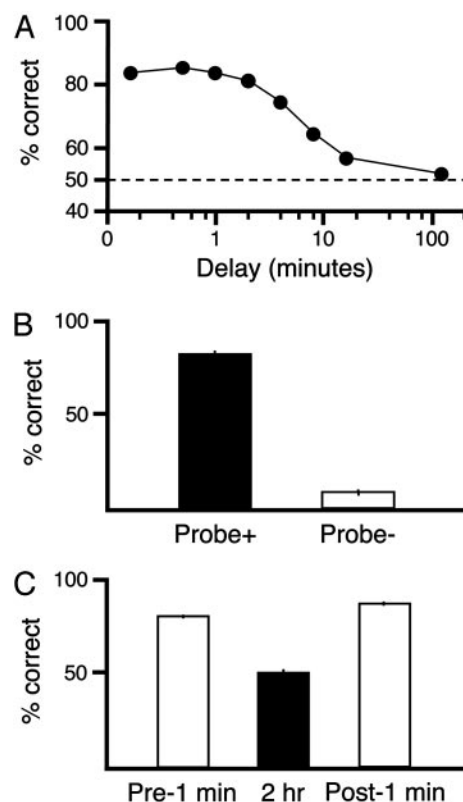 A
% correct
100
80
60
50
40
0
1
10
100
Delay (minutes)
B
% correct
100
50
Probe+ Probe-
C
% correct
100
50
Pre-1 min 2 hr Post-1 min